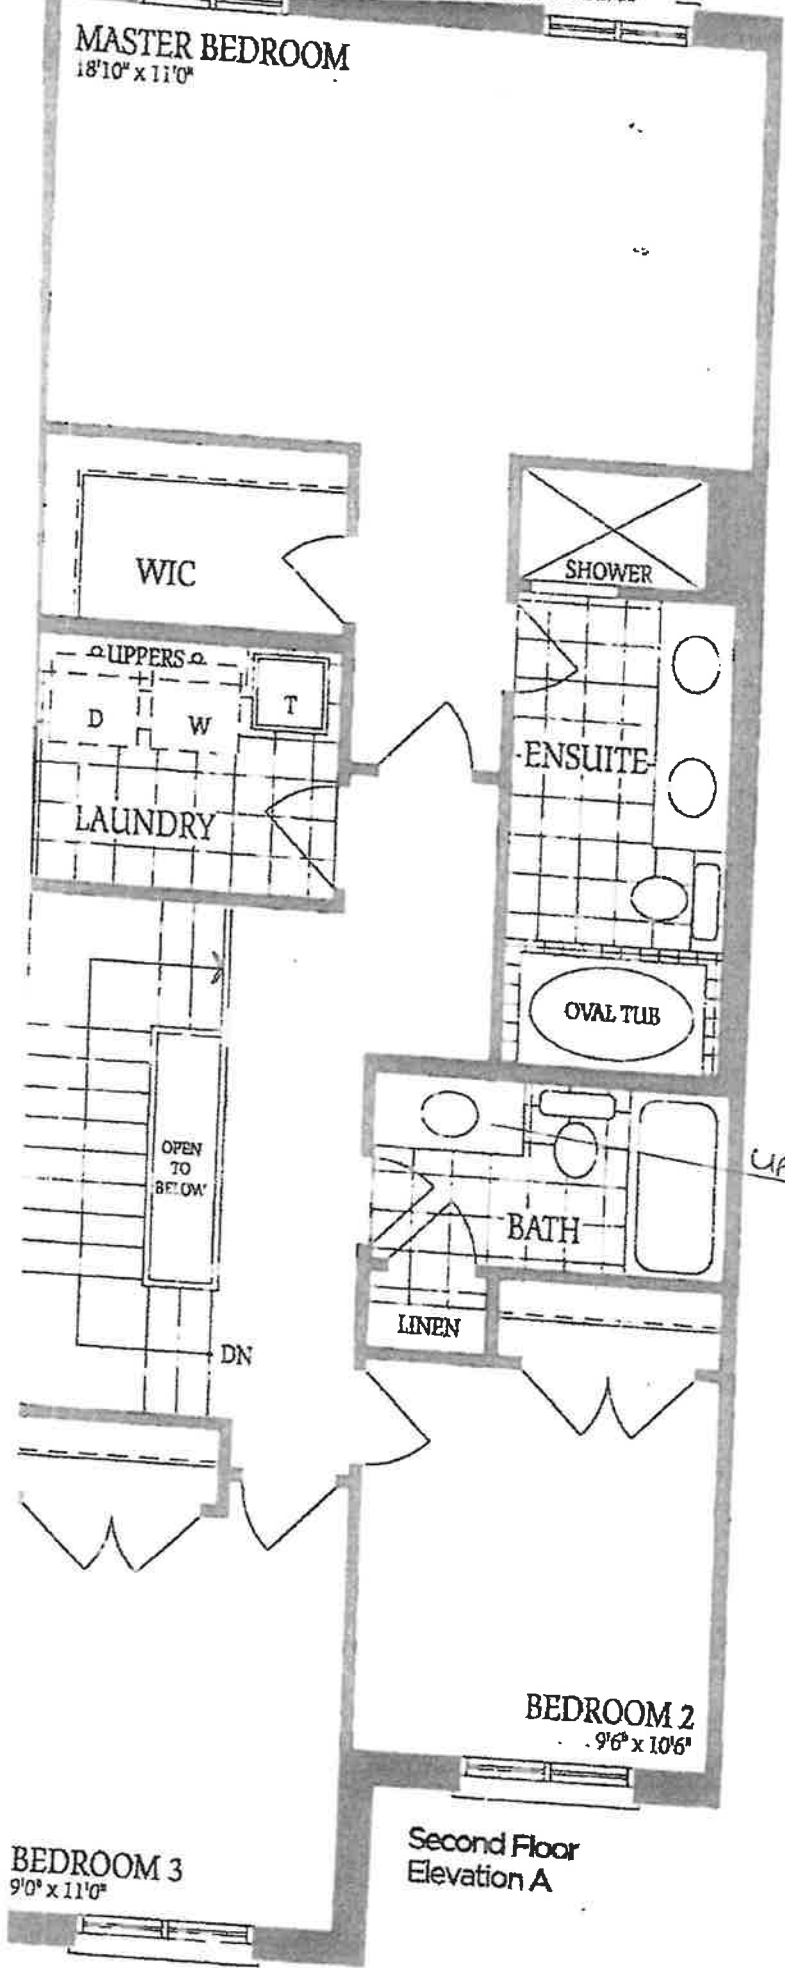 MASTER BEDROOM
18'10" x 11'0"
WIC
SHOWER
UPPERS
D
W
T
LAUNDRY
ENSUITE
OVAL TUB
OPEN
TO
BELOW
BATH
LINEN
DN
BEDROOM 2
9'6" x 10'6"
BEDROOM 3
9'0" x 11'0"
Second Floor
Elevation A